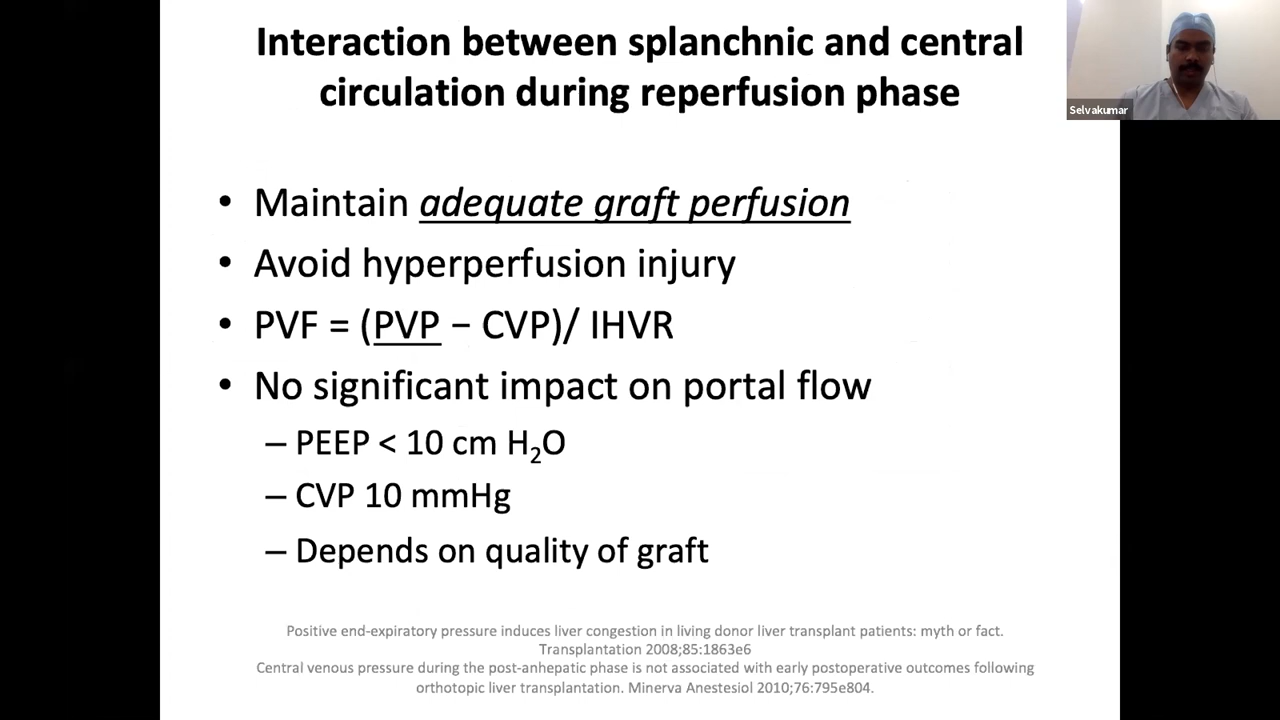 Interaction between splanchnic and central
circulation during reperfusion phase
Selvakumar
• Maintain adequate graft perfusion
• Avoid hyperperfusion injury
• PVF = (PVP − CVP)/ IHVR
• No significant impact on portal flow
– PEEP < 10 cm H₂O
– CVP 10 mmHg
– Depends on quality of graft
Positive end-expiratory pressure induces liver congestion in living donor liver transplant patients: myth or fact.
Transplantation 2008;85:1863e6
Central venous pressure during the post-anhepatic phase is not associated with early postoperative outcomes following
orthotopic liver transplantation. Minerva Anestesiol 2010;76:795e804.